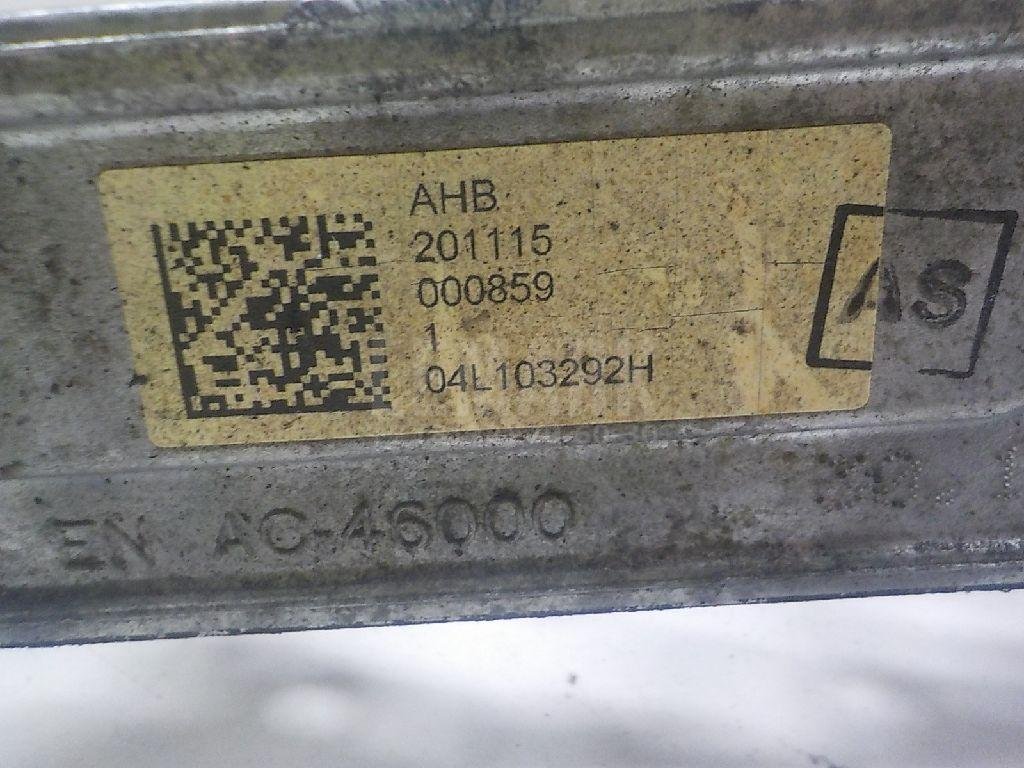 AHB
201115
000859
1
04L103292H
AS
EN AC-46000